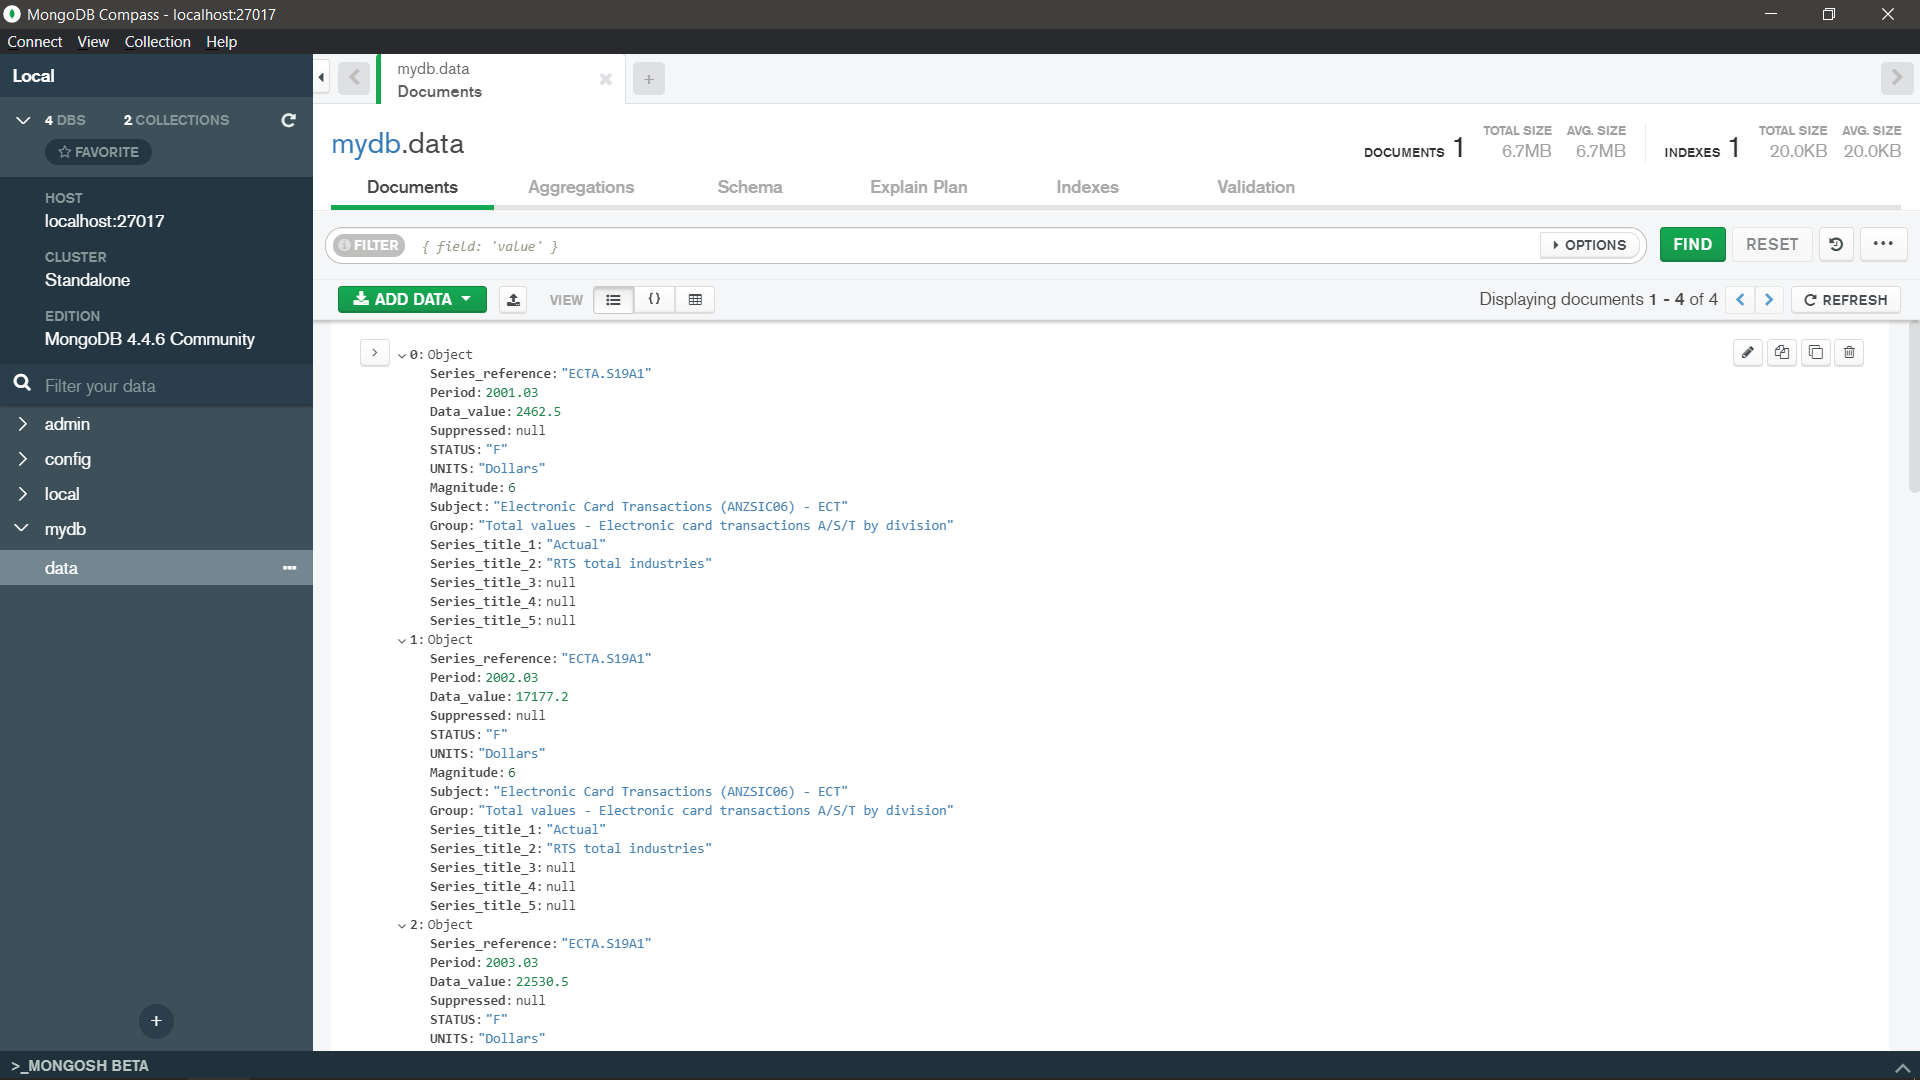 MongoDB Compass - localhost:27017
Connect View Collection Help
Local
4 DBS 2 COLLECTIONS
FAVORITE
HOST
localhost:27017
CLUSTER
Standalone
EDITION
MongoDB 4.4.6 Community
Filter your data
admin
config
local
mydb
data
mydb.data
Documents
mydb.data
DOCUMENTS 1 TOTAL SIZE 6.7MB AVG. SIZE 6.7MB INDEXES 1 TOTAL SIZE 20.0KB AVG. SIZE 20.0KB
Documents Aggregations Schema Explain Plan Indexes Validation
FILTER { field: 'value' } OPTIONS FIND RESET
ADD DATA VIEW {} Displaying documents 1 - 4 of 4 REFRESH
0: Object
Series_reference: "ECTA.S19A1"
Period: 2001.03
Data_value: 2462.5
Suppressed: null
STATUS: "F"
UNITS: "Dollars"
Magnitude: 6
Subject: "Electronic Card Transactions (ANZSIC06) - ECT"
Group: "Total values - Electronic card transactions A/S/T by division"
Series_title_1: "Actual"
Series_title_2: "RTS total industries"
Series_title_3: null
Series_title_4: null
Series_title_5: null
1: Object
Series_reference: "ECTA.S19A1"
Period: 2002.03
Data_value: 17177.2
Suppressed: null
STATUS: "F"
UNITS: "Dollars"
Magnitude: 6
Subject: "Electronic Card Transactions (ANZSIC06) - ECT"
Group: "Total values - Electronic card transactions A/S/T by division"
Series_title_1: "Actual"
Series_title_2: "RTS total industries"
Series_title_3: null
Series_title_4: null
Series_title_5: null
2: Object
Series_reference: "ECTA.S19A1"
Period: 2003.03
Data_value: 22530.5
Suppressed: null
STATUS: "F"
UNITS: "Dollars"
>_MONGOSH BETA